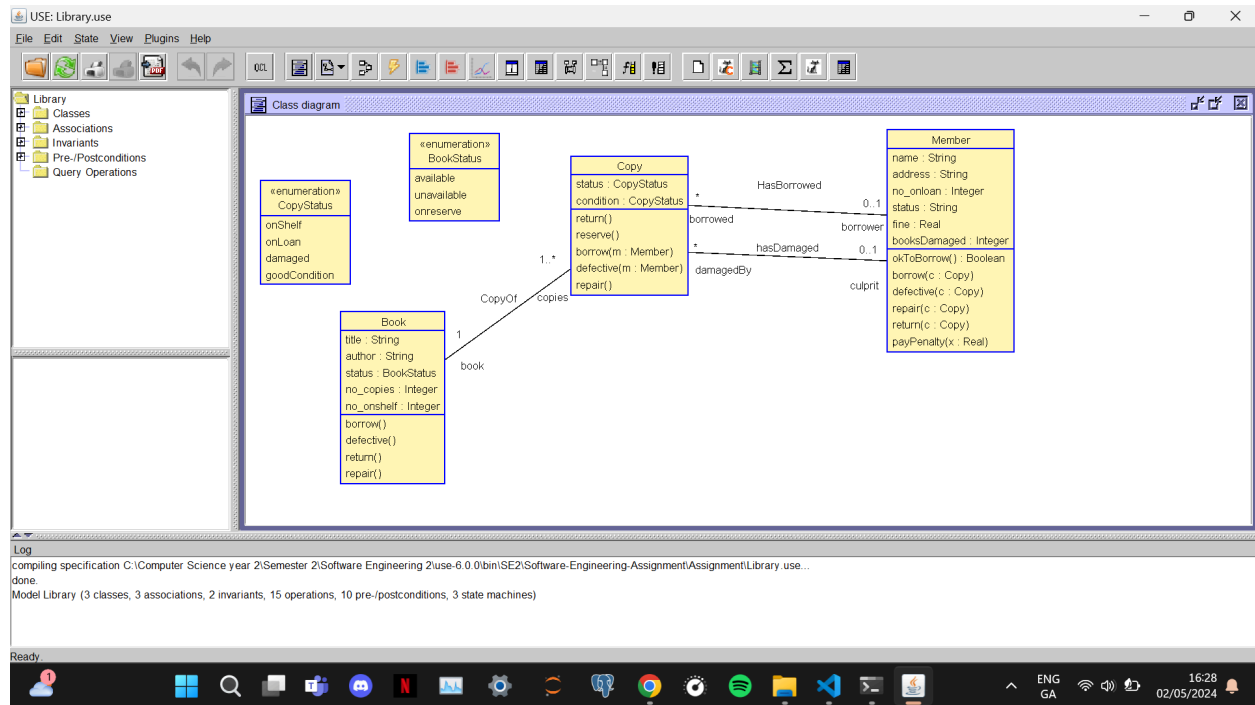 USE: Library.use
File Edit State View Plugins Help
PDF
OCL
Library
Classes
Associations
Invariants
Pre-/Postconditions
Query Operations
Class diagram
«enumeration»
CopyStatus
onShelf
onLoan
damaged
goodCondition
«enumeration»
BookStatus
available
unavailable
onreserve
Copy
status : CopyStatus
condition : CopyStatus
return()
reserve()
borrow(m : Member)
defective(m : Member)
repair()
Member
name : String
address : String
no_onloan : Integer
status : String
fine : Real
booksDamaged : Integer
okToBorrow() : Boolean
borrow(c : Copy)
defective(c : Copy)
repair(c : Copy)
return(c : Copy)
payPenalty(x : Real)
* HasBorrowed 0..1
borrowed borrower
* hasDamaged 0..1
damagedBy culprit
1..*
CopyOf copies
1
book
Book
title : String
author : String
status : BookStatus
no_copies : Integer
no_onshelf : Integer
borrow()
defective()
return()
repair()
Log
compiling specification C:\Computer Science year 2\Semester 2\Software Engineering 2\use-6.0.0\bin\SE2\Software-Engineering-Assignment\Assignment\Library.use...
done.
Model Library (3 classes, 3 associations, 2 invariants, 15 operations, 10 pre-/postconditions, 3 state machines)
Ready.
1
N
ENG
GA
16:28
02/05/2024